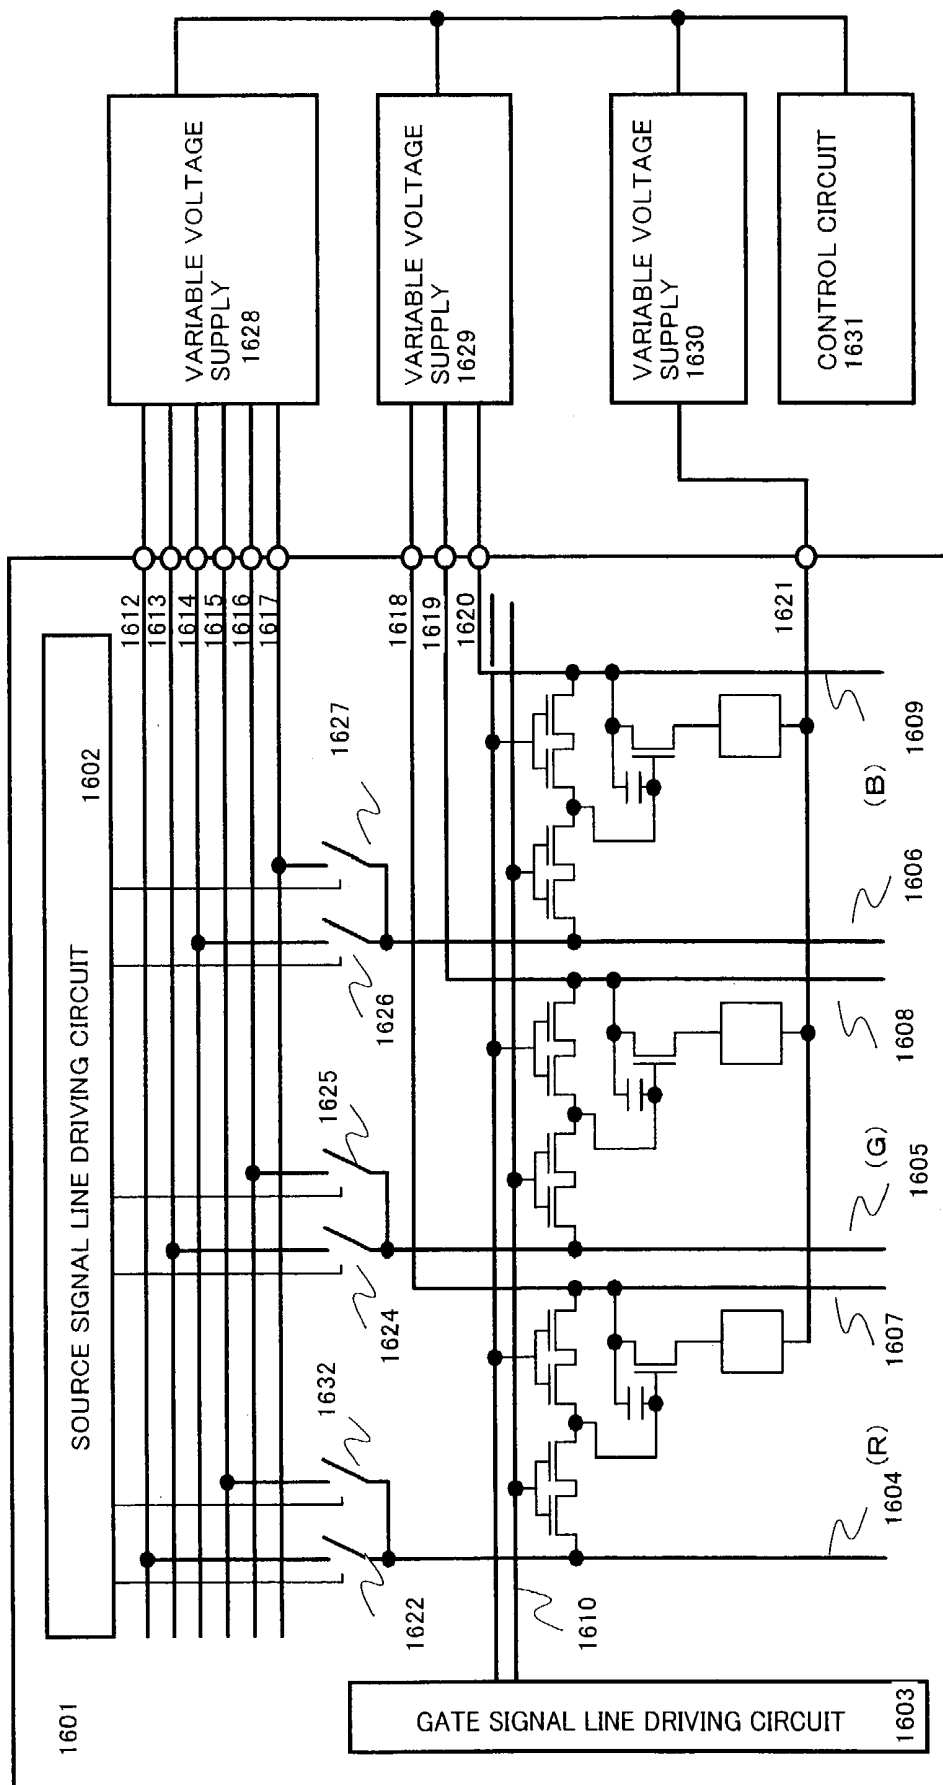 1601
SOURCE SIGNAL LINE DRIVING CIRCUIT
1602
1612
1613
1614
1615
1616
1617
VARIABLE VOLTAGE
SUPPLY
1628
1622
1632
1624
1625
1626
1627
1618
1619
1620
VARIABLE VOLTAGE
SUPPLY
1629
1610
1621
VARIABLE VOLTAGE
SUPPLY
1630
CONTROL CIRCUIT
1631
GATE SIGNAL LINE DRIVING CIRCUIT
1603
1604
(R)
1607
(G)
1605
1608
1606
(B)
1609